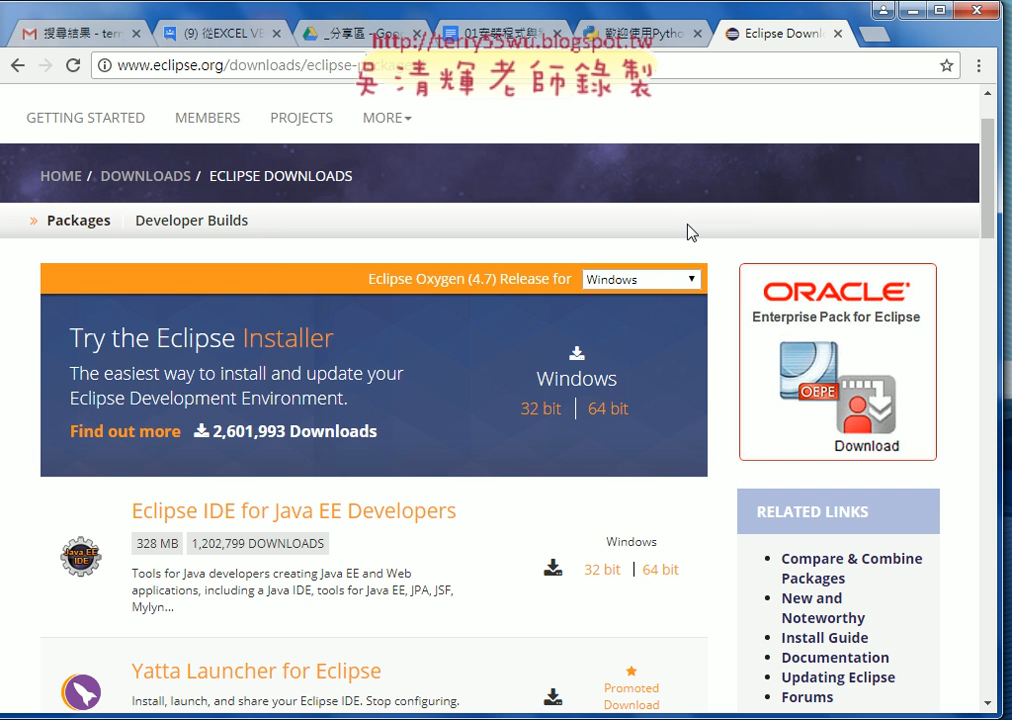 搜尋結果 - terr
(9) 從EXCEL VE
_分享區 - Goo
01安裝程式與
歡迎使用Pytho
Eclipse Downl
http://terry55wu.blogspot.tw
www.eclipse.org/downloads/eclipse-packages
吳清輝老師錄製
GETTING STARTED
MEMBERS
PROJECTS
MORE
HOME / DOWNLOADS / ECLIPSE DOWNLOADS
» Packages
Developer Builds
Eclipse Oxygen (4.7) Release for
Windows
Try the Eclipse Installer
The easiest way to install and update your
Eclipse Development Environment.
Find out more
2,601,993 Downloads
Windows
32 bit | 64 bit
ORACLE
Enterprise Pack for Eclipse
OEPE
Download
Eclipse IDE for Java EE Developers
328 MB
1,202,799 DOWNLOADS
Java EE
IDE
Tools for Java developers creating Java EE and Web
applications, including a Java IDE, tools for Java EE, JPA, JSF,
Mylyn...
Windows
32 bit | 64 bit
Yatta Launcher for Eclipse
Install, launch, and share your Eclipse IDE. Stop configuring.
Promoted
Download
RELATED LINKS
Compare & Combine
Packages
New and
Noteworthy
Install Guide
Documentation
Updating Eclipse
Forums